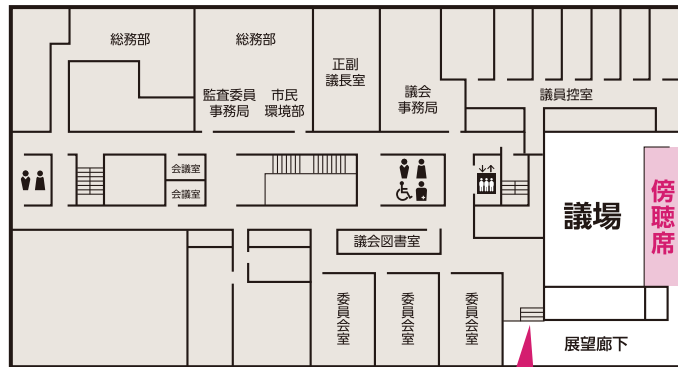 総務部
総務部
正副
議長室
監査委員
事務局
市民
環境部
議会
事務局
議員控室
会議室
会議室
議場
傍聴席
議会図書室
委員会室
委員会室
委員会室
展望廊下